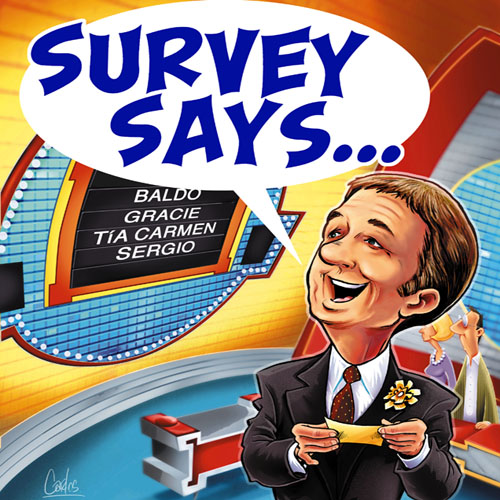 SURVEY
SAYS...
BALDO
GRACIE
TÍA CARMEN
SERGIO